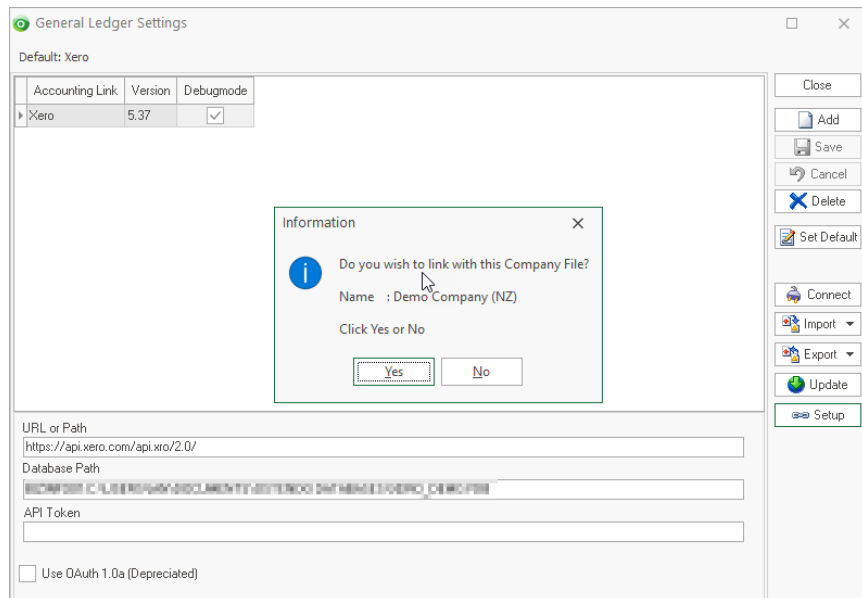 General Ledger Settings
Default: Xero
Accounting Link Version Debugmode
Xero 5.37
Close
Add
Save
Cancel
Delete
Set Default
Connect
Import
Export
Update
Setup
Information
Do you wish to link with this Company File?
Name : Demo Company (NZ)
Click Yes or No
Yes No
URL or Path
https://api.xero.com/api.xro/2.0/
Database Path
API Token
Use OAuth 1.0a (Depreciated)